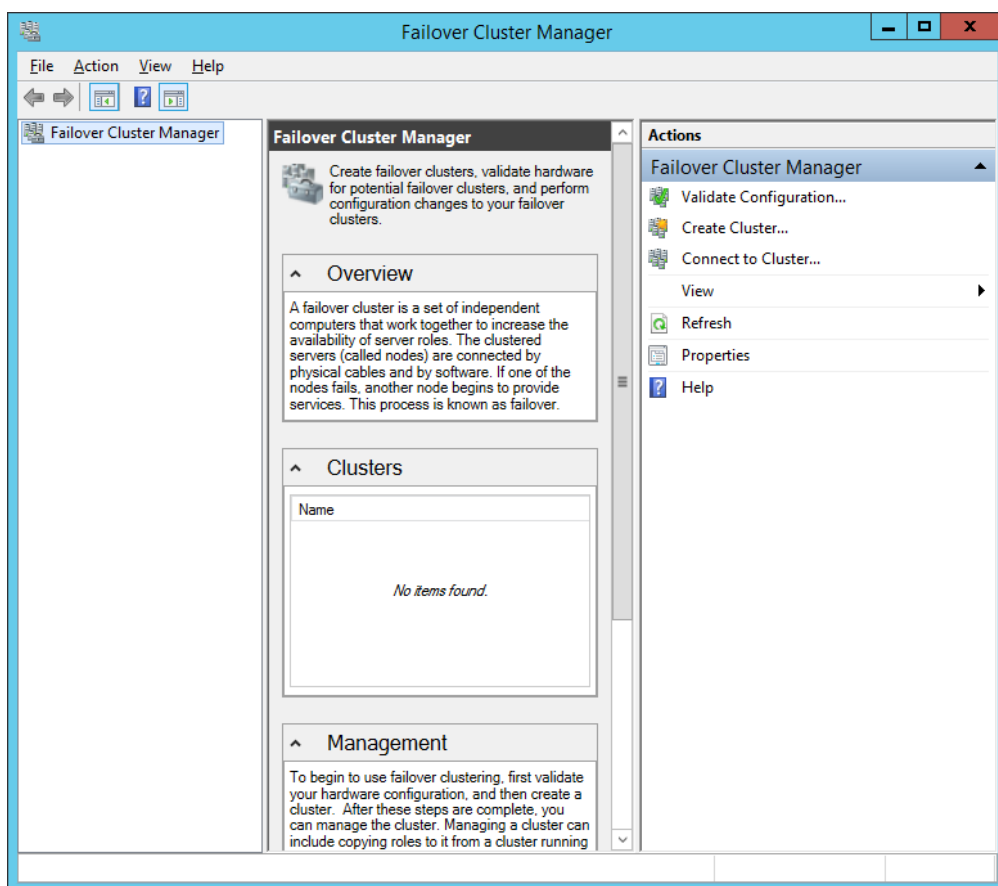 Failover Cluster Manager
File Action View Help
Failover Cluster Manager
Failover Cluster Manager
Create failover clusters, validate hardware
for potential failover clusters, and perform
configuration changes to your failover
clusters.
Overview
A failover cluster is a set of independent
computers that work together to increase the
availability of server roles. The clustered
servers (called nodes) are connected by
physical cables and by software. If one of the
nodes fails, another node begins to provide
services. This process is known as failover.
Clusters
Name
No items found.
Management
To begin to use failover clustering, first validate
your hardware configuration, and then create a
cluster. After these steps are complete, you
can manage the cluster. Managing a cluster can
include copying roles to it from a cluster running
Actions
Failover Cluster Manager
Validate Configuration...
Create Cluster...
Connect to Cluster...
View
Refresh
Properties
Help